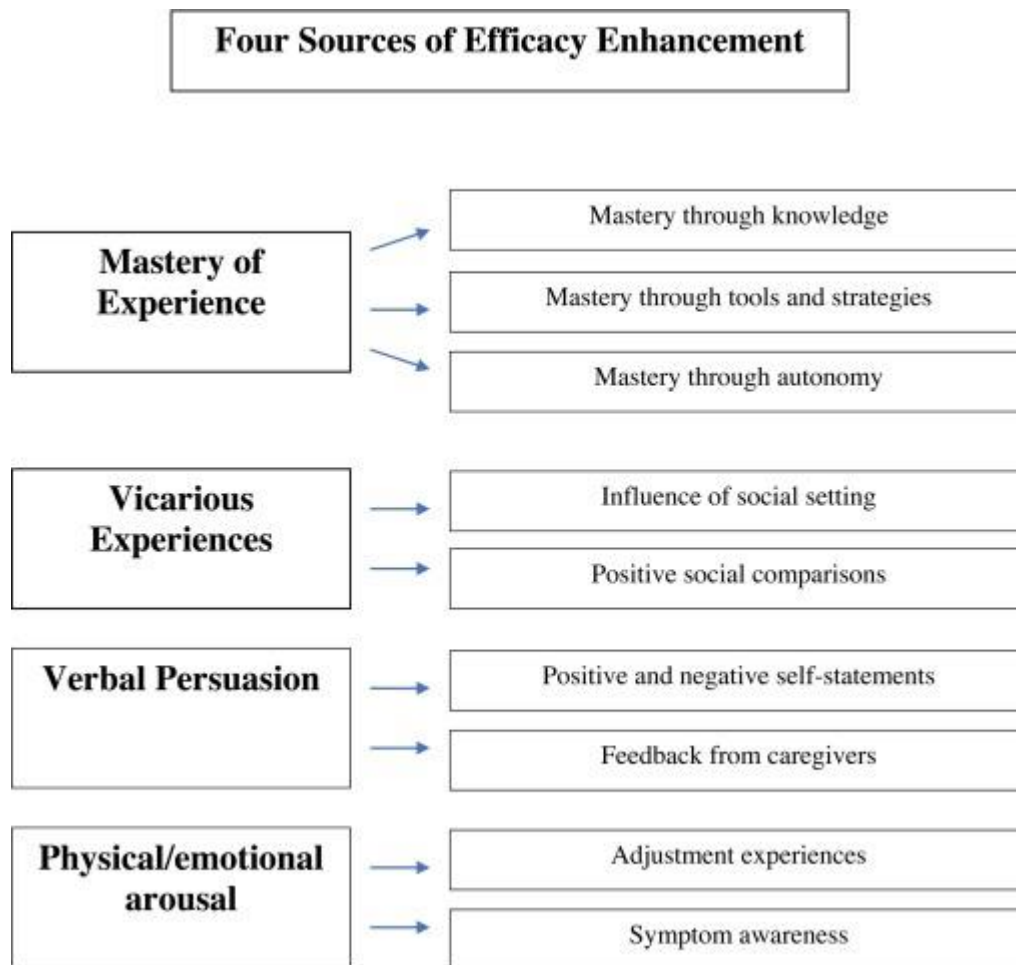 Four Sources of Efficacy Enhancement
Mastery of
Experience
Mastery through knowledge
Mastery through tools and strategies
Mastery through autonomy
Vicarious
Experiences
Influence of social setting
Positive social comparisons
Verbal Persuasion
Positive and negative self-statements
Feedback from caregivers
Physical/emotional
arousal
Adjustment experiences
Symptom awareness